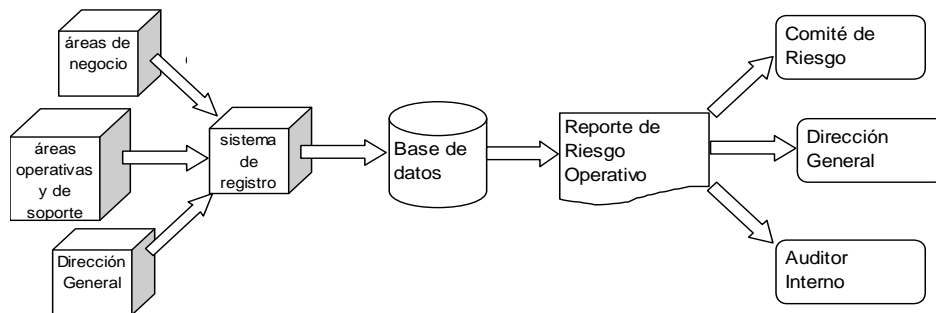 áreas de
negocio
áreas
operativas
y de
soporte
Dirección
General
sistema
de
registro
Base de
datos
Reporte de
Riesgo
Operativo
Comité de
Riesgo
Dirección
General
Auditor
Interno